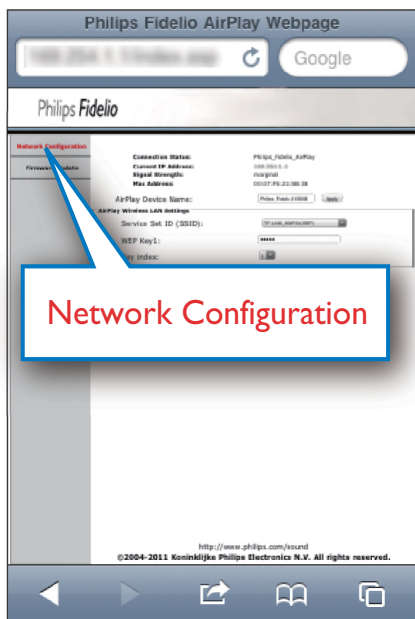 Philips Fidelio AirPlay Webpage
Google
Philips Fidelio
Network Configuration
Connection Status: Philips_Fidelio_AirPlay
Current IP Address:
Signal Strength: marginal
Mac Address:
AirPlay Device Name: Apply
AirPlay Wireless LAN Settings
Service Set ID (SSID):
WEP Key1:
Key Index:
Network Configuration
http://www.philips.com/sound
©2004-2011 Koninklijke Philips Electronics N.V. All rights reserved.